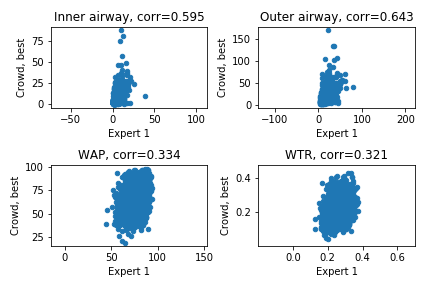 Inner airway, corr=0.595
Outer airway, corr=0.643
Crowd, best
75
50
25
0
-50 0 50 100
Expert 1
Crowd, best
150
100
50
0
−100 0 100 200
Expert 1
WAP, corr=0.334
WTR, corr=0.321
Crowd, best
100
75
50
25
0 50 100 150
Expert 1
Crowd, best
0.4
0.2
0.0 0.2 0.4 0.6
Expert 1